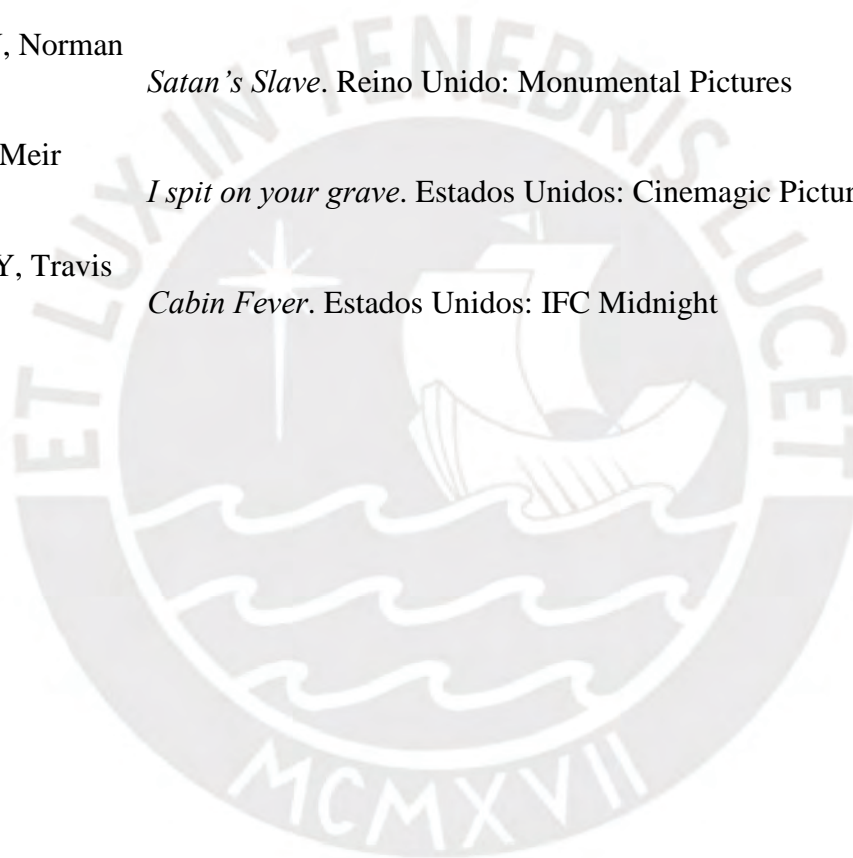 , Norman
Satan’s Slave. Reino Unido: Monumental Pictures
Meir
I spit on your grave. Estados Unidos: Cinemagic Pictur
Y, Travis
Cabin Fever. Estados Unidos: IFC Midnight
ET LUX IN TENEBRIS LUCET
MCMXVII